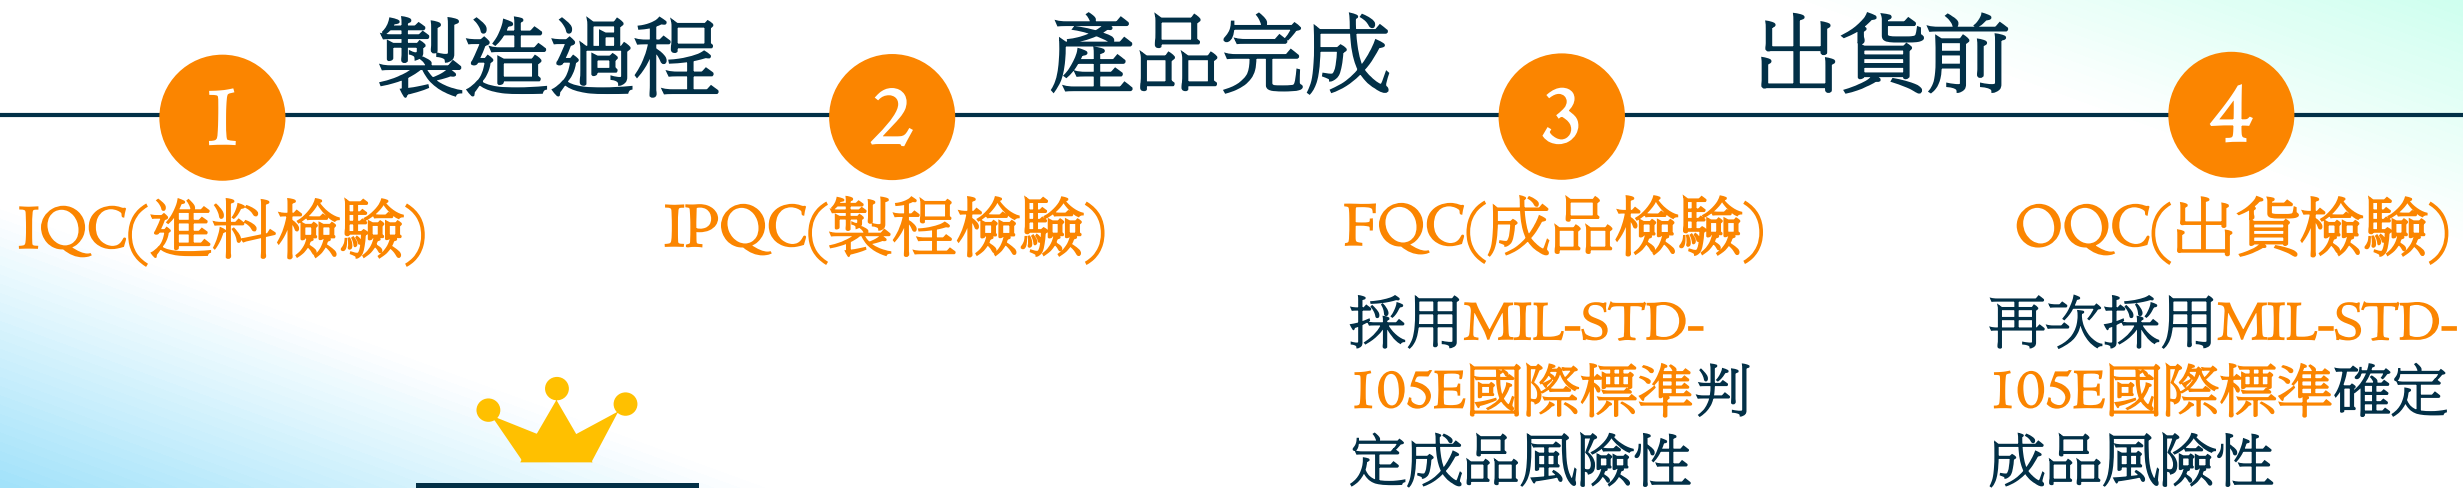 製造過程
產品完成
出貨前
1
2
3
4
IQC(進料檢驗)
IPQC(製程檢驗)
FQC(成品檢驗)
OQC(出貨檢驗)
採用MIL-STD-
105E國際標準判
定成品風險性
再次採用MIL-STD-
105E國際標準確定
成品風險性